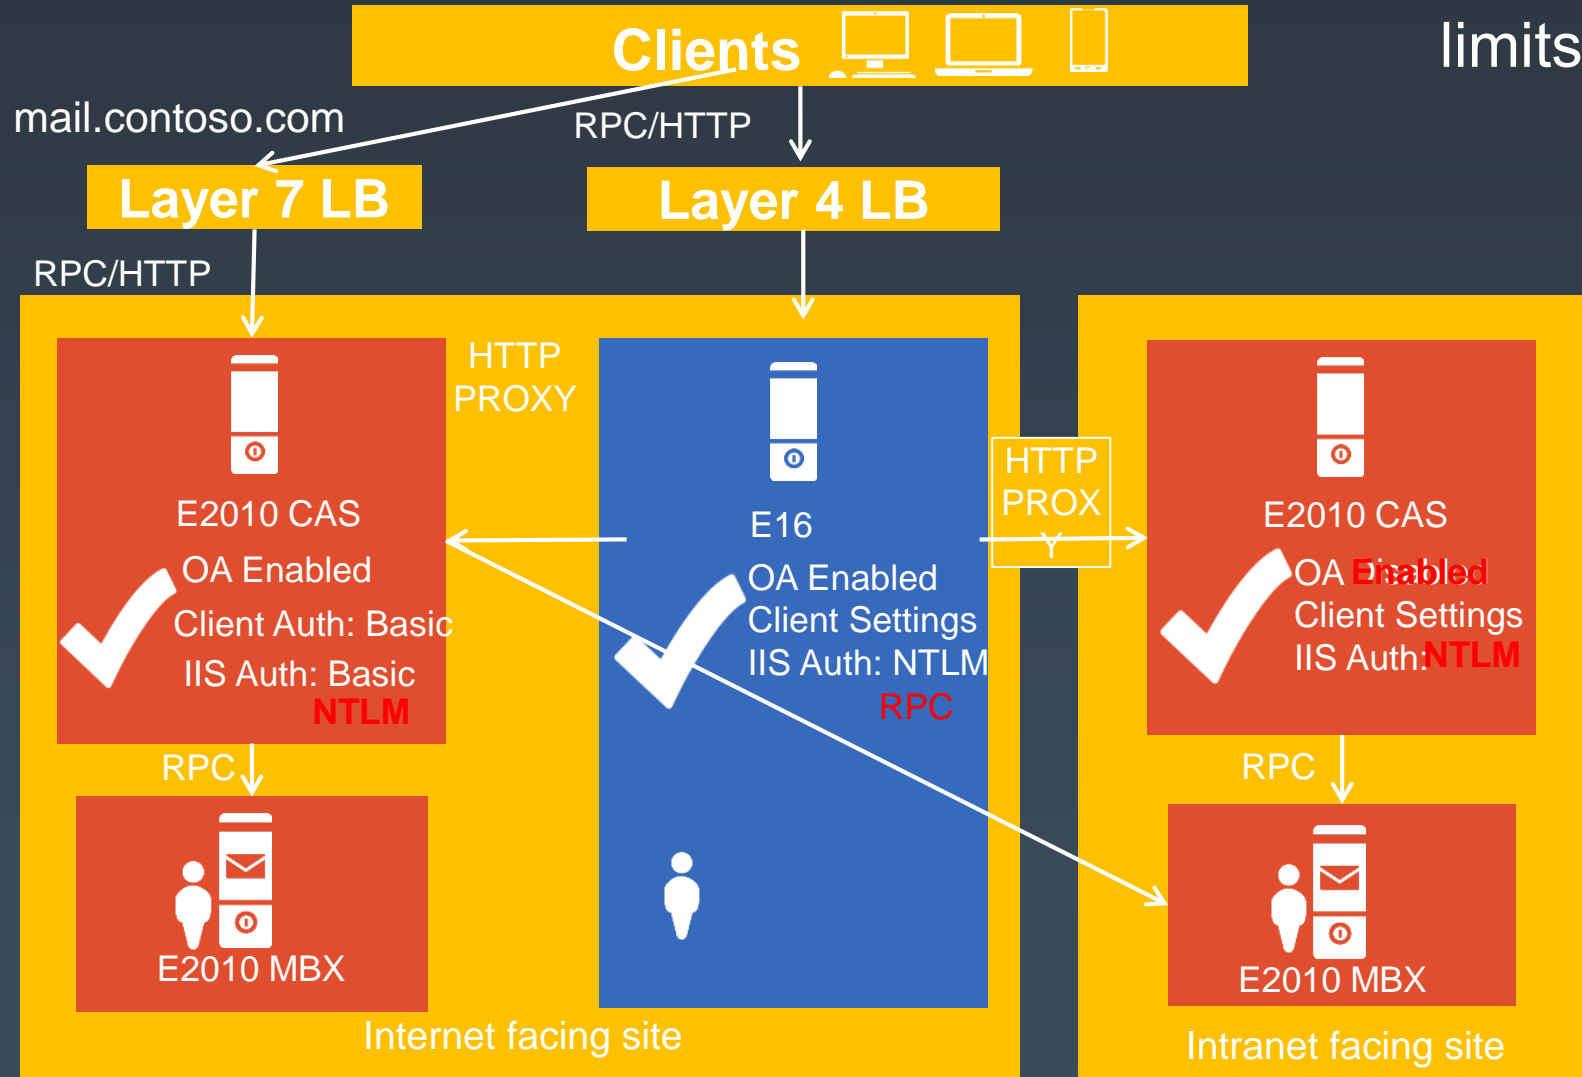 Clients
limits
mail.contoso.com
RPC/HTTP
Layer 7 LB
Layer 4 LB
RPC/HTTP
HTTP
PROXY
E2010 CAS
OA Enabled
Client Auth: Basic
IIS Auth: Basic
NTLM
E16
OA Enabled
Client Settings
IIS Auth: NTLM
RPC
HTTP
PROX
Y
E2010 CAS
OA Enabled
Client Settings
IIS Auth: NTLM
RPC
RPC
E2010 MBX
E2010 MBX
Internet facing site
Intranet facing site